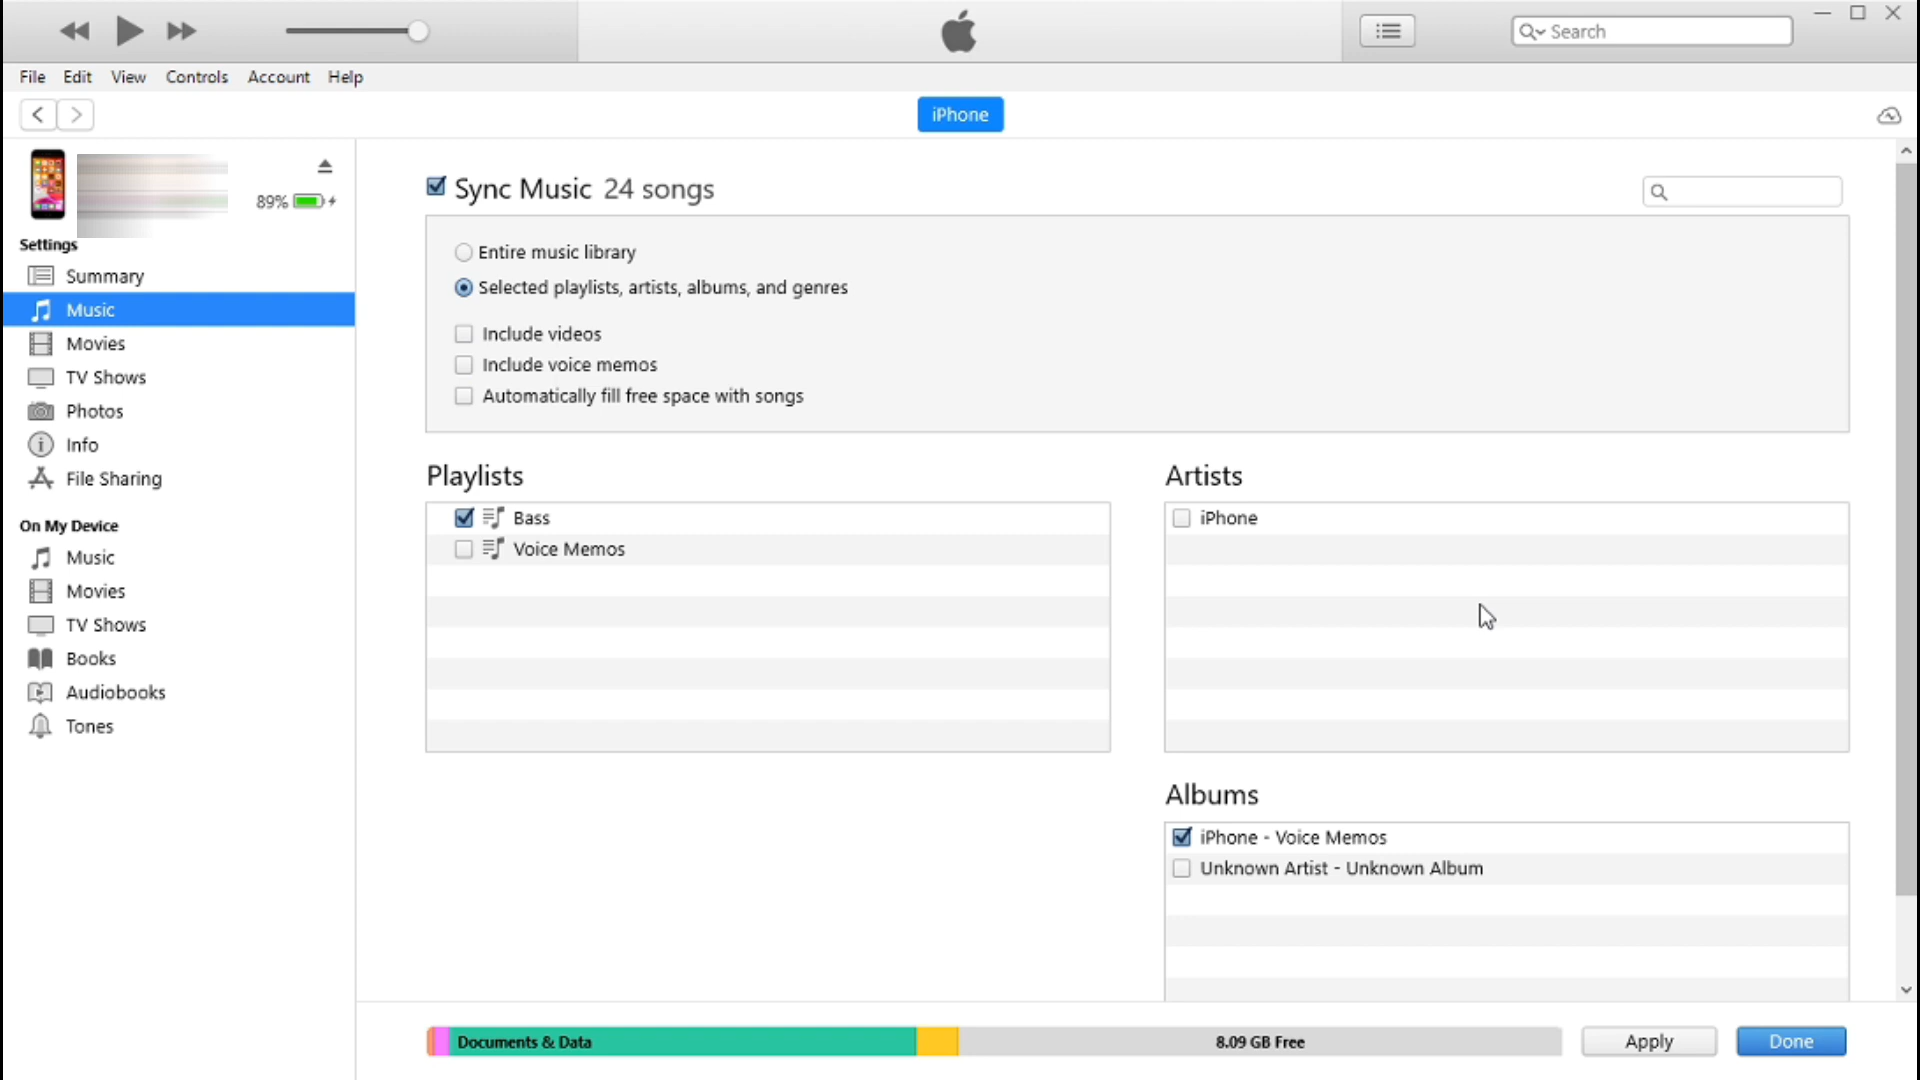 Search
File Edit View Controls Account Help
iPhone
89%
Settings
Summary
Music
Movies
TV Shows
Photos
Info
File Sharing
On My Device
Music
Movies
TV Shows
Books
Audiobooks
Tones
Sync Music 24 songs
Entire music library
Selected playlists, artists, albums, and genres
Include videos
Include voice memos
Automatically fill free space with songs
Playlists
Bass
Voice Memos
Artists
iPhone
Albums
iPhone - Voice Memos
Unknown Artist - Unknown Album
Documents & Data
8.09 GB Free
Apply
Done